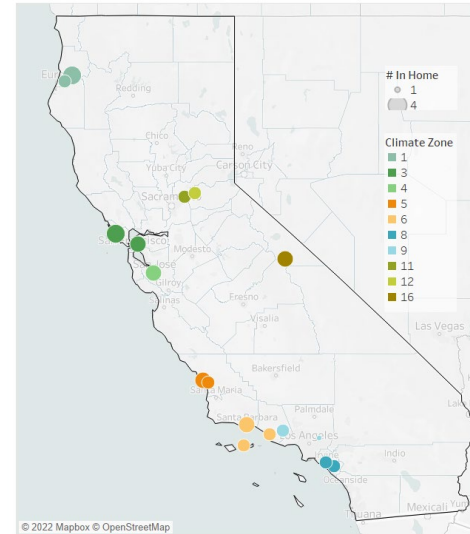 Redding
Chico
Reno
Yuba City
Carson City
Modesto
Gilroy
Salinas
Fresno
Visalia
Las Vegas
Bakersfield
Santa Maria
Palmdale
Santa Barbara
Los Angeles
Irvine
Indio
Oceanside
Mexicali
# In Home
1
4
Climate Zone
1
3
4
5
6
8
9
11
12
16
© 2022 Mapbox © OpenStreetMap